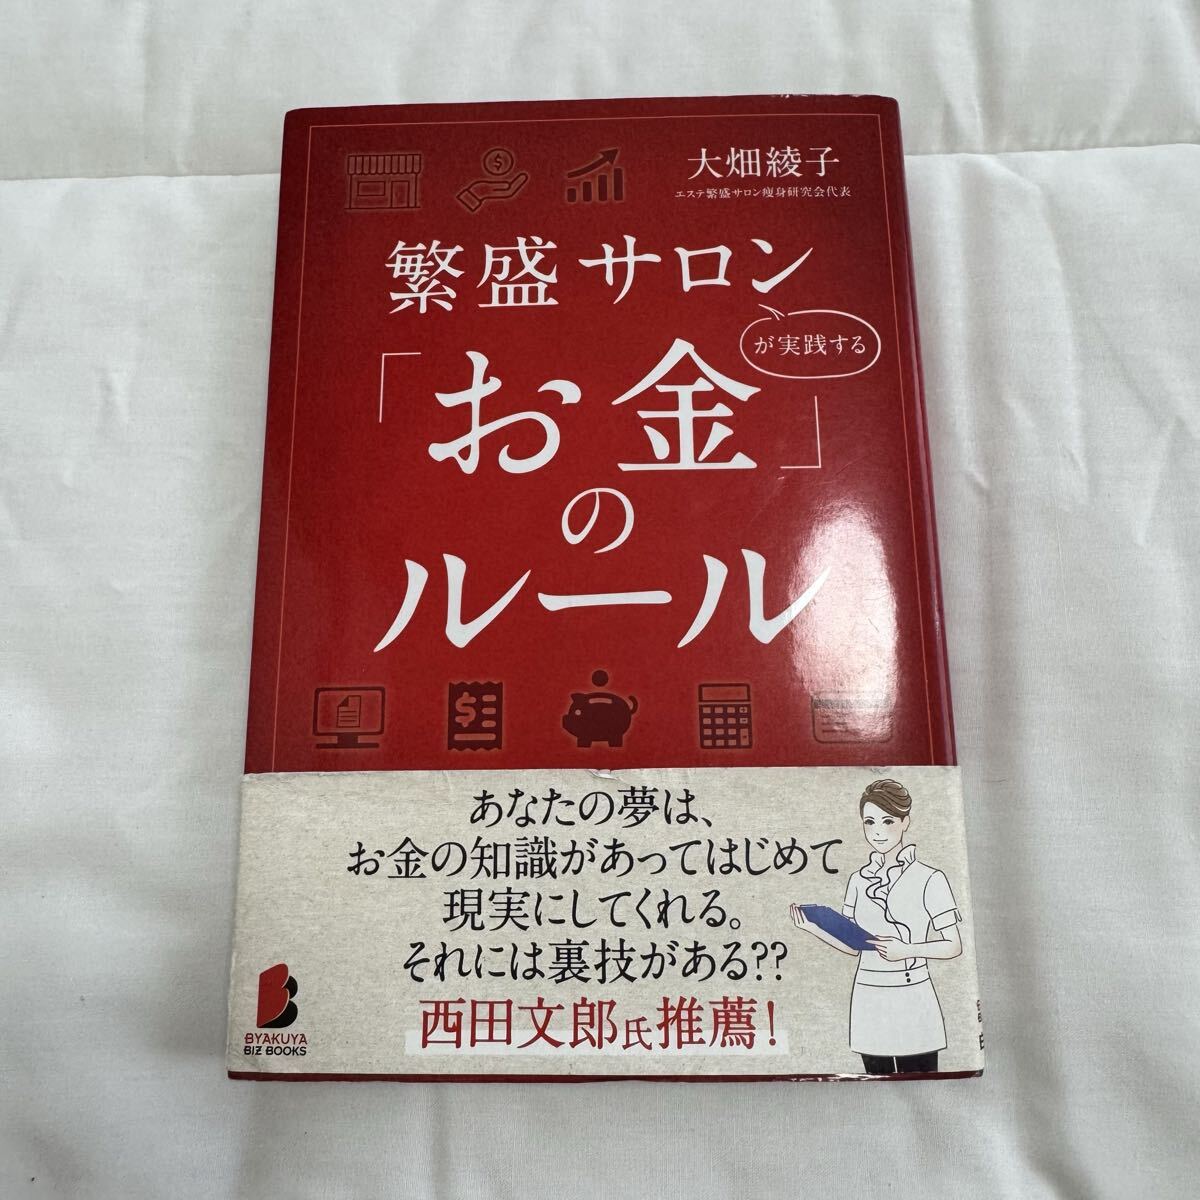 大畑綾子
エステ繁盛サロン痩身研究会代表
繁盛サロン
が実践する
「お金」
の
ルール
あなたの夢は、
お金の知識があってはじめて
現実にしてくれる。
それには裏技がある??
西田文郎氏推薦!
BYAKUYA
BIZ BOOKS